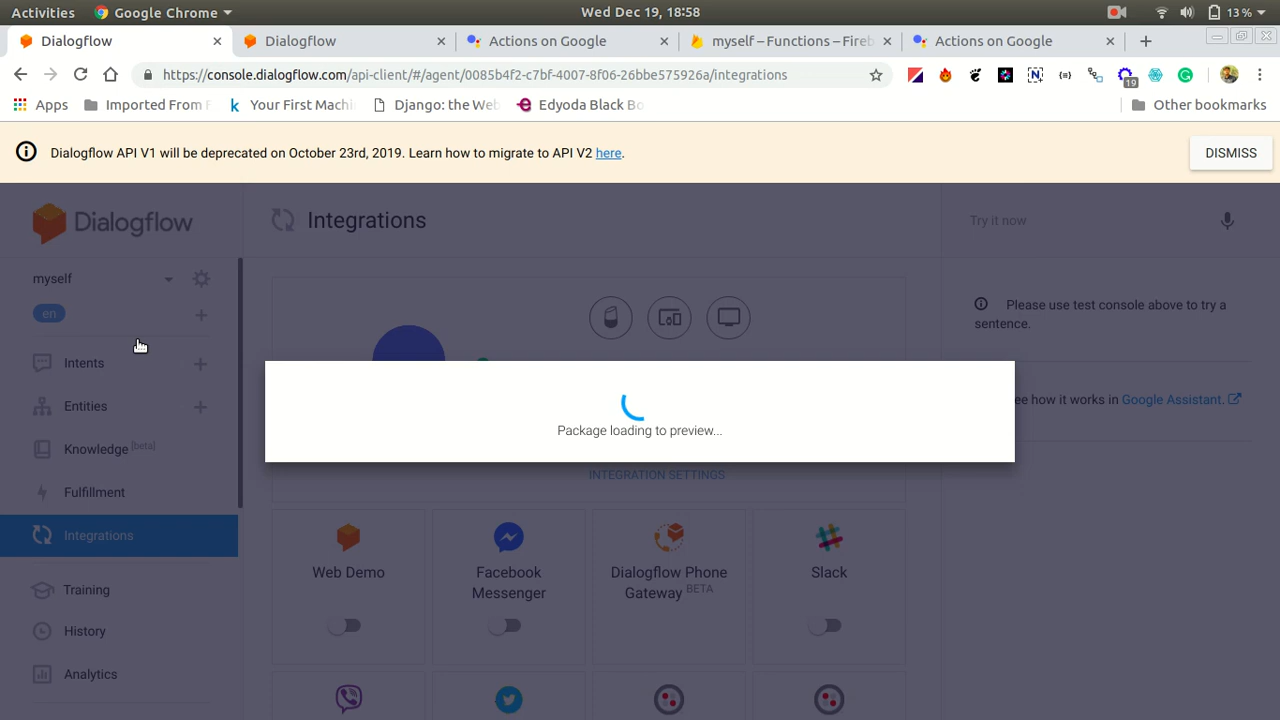 Activities
Google Chrome
Wed Dec 19, 18:58
13 %
Dialogflow
Dialogflow
Actions on Google
myself – Functions – Fireb
Actions on Google
https://console.dialogflow.com/api-client/#/agent/0085b4f2-c7bf-4007-8f06-26bbe575926a/integrations
19
Apps
Imported From F
Your First Machi
Django: the Web
Edyoda Black Bo
Other bookmarks
Dialogflow API V1 will be deprecated on October 23rd, 2019. Learn how to migrate to API V2 here.
DISMISS
Dialogflow
Integrations
Try it now
myself
en
Please use test console above to try a
sentence.
Intents
Entities
Knowledge [beta]
Fulfillment
Integrations
Training
History
Analytics
Package loading to preview...
ee how it works in Google Assistant.
INTEGRATION SETTINGS
Web Demo
Facebook
Messenger
Dialogflow Phone
Gateway BETA
Slack